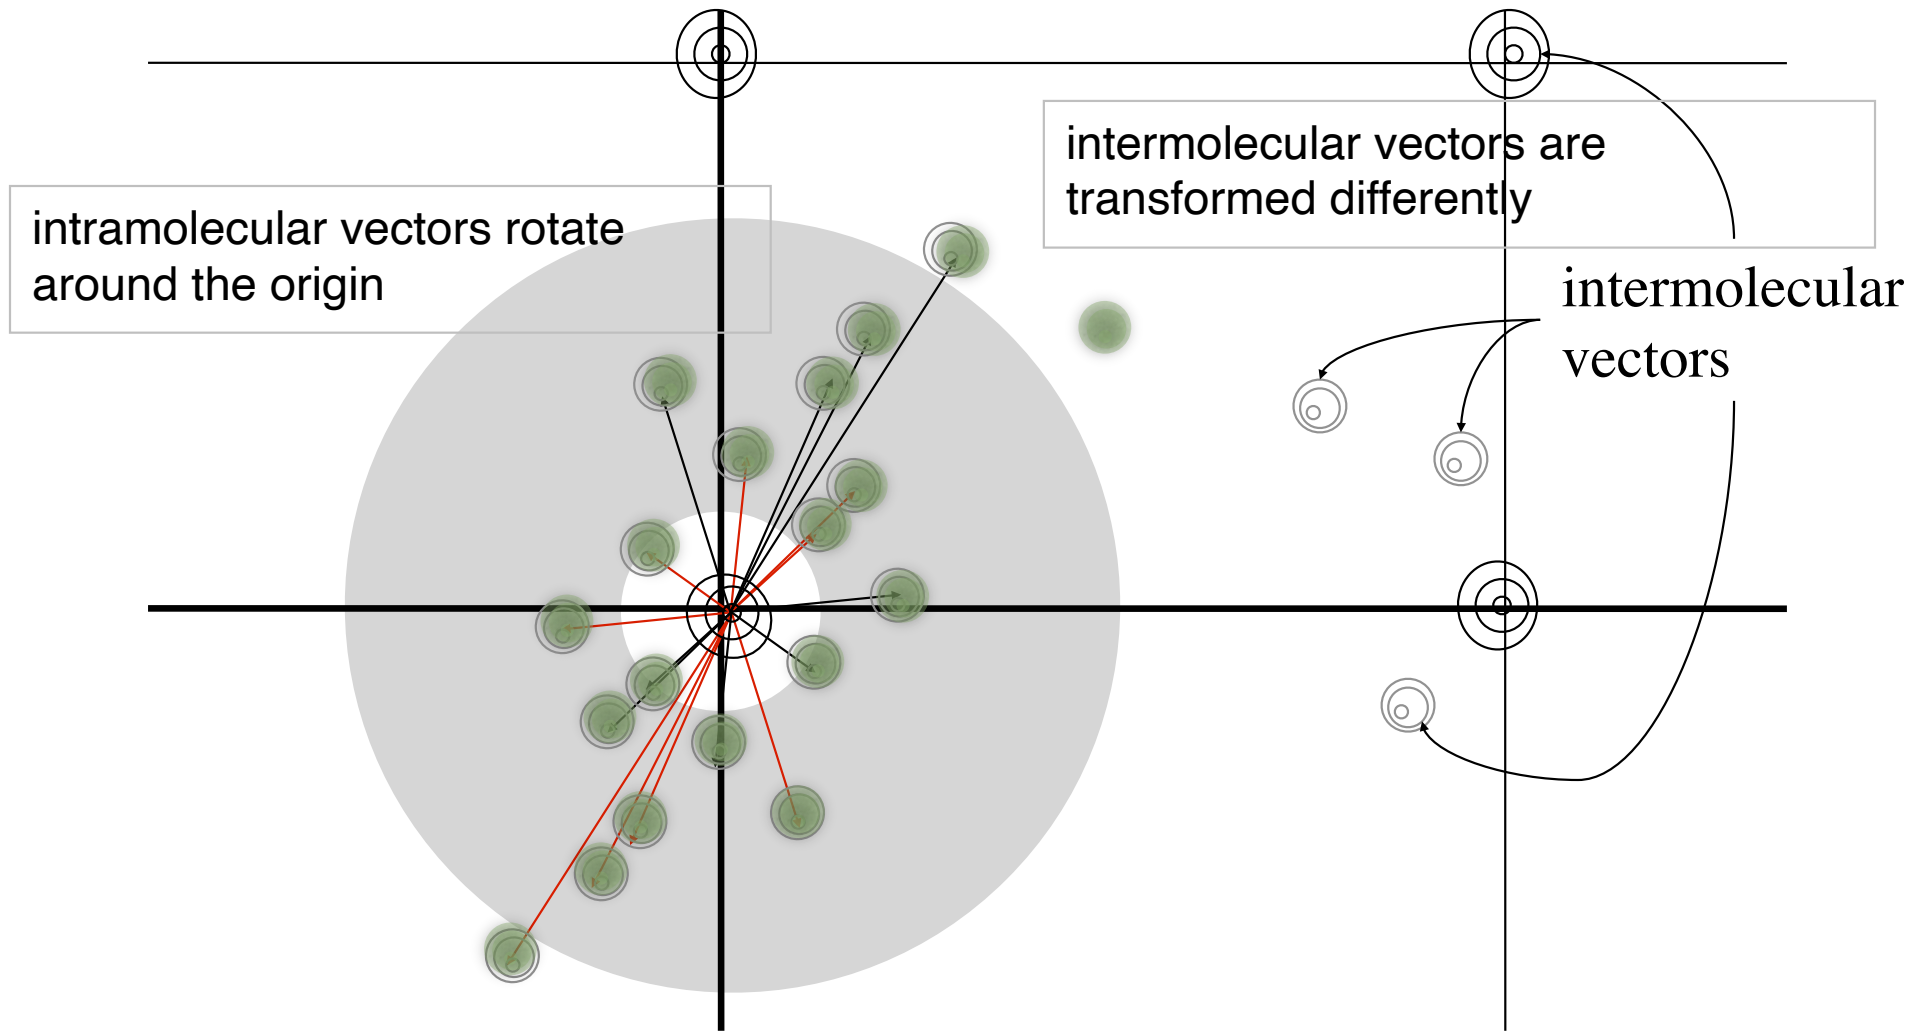 intermolecular vectors are
transformed differently
intramolecular vectors rotate
around the origin
intermolecular
vectors